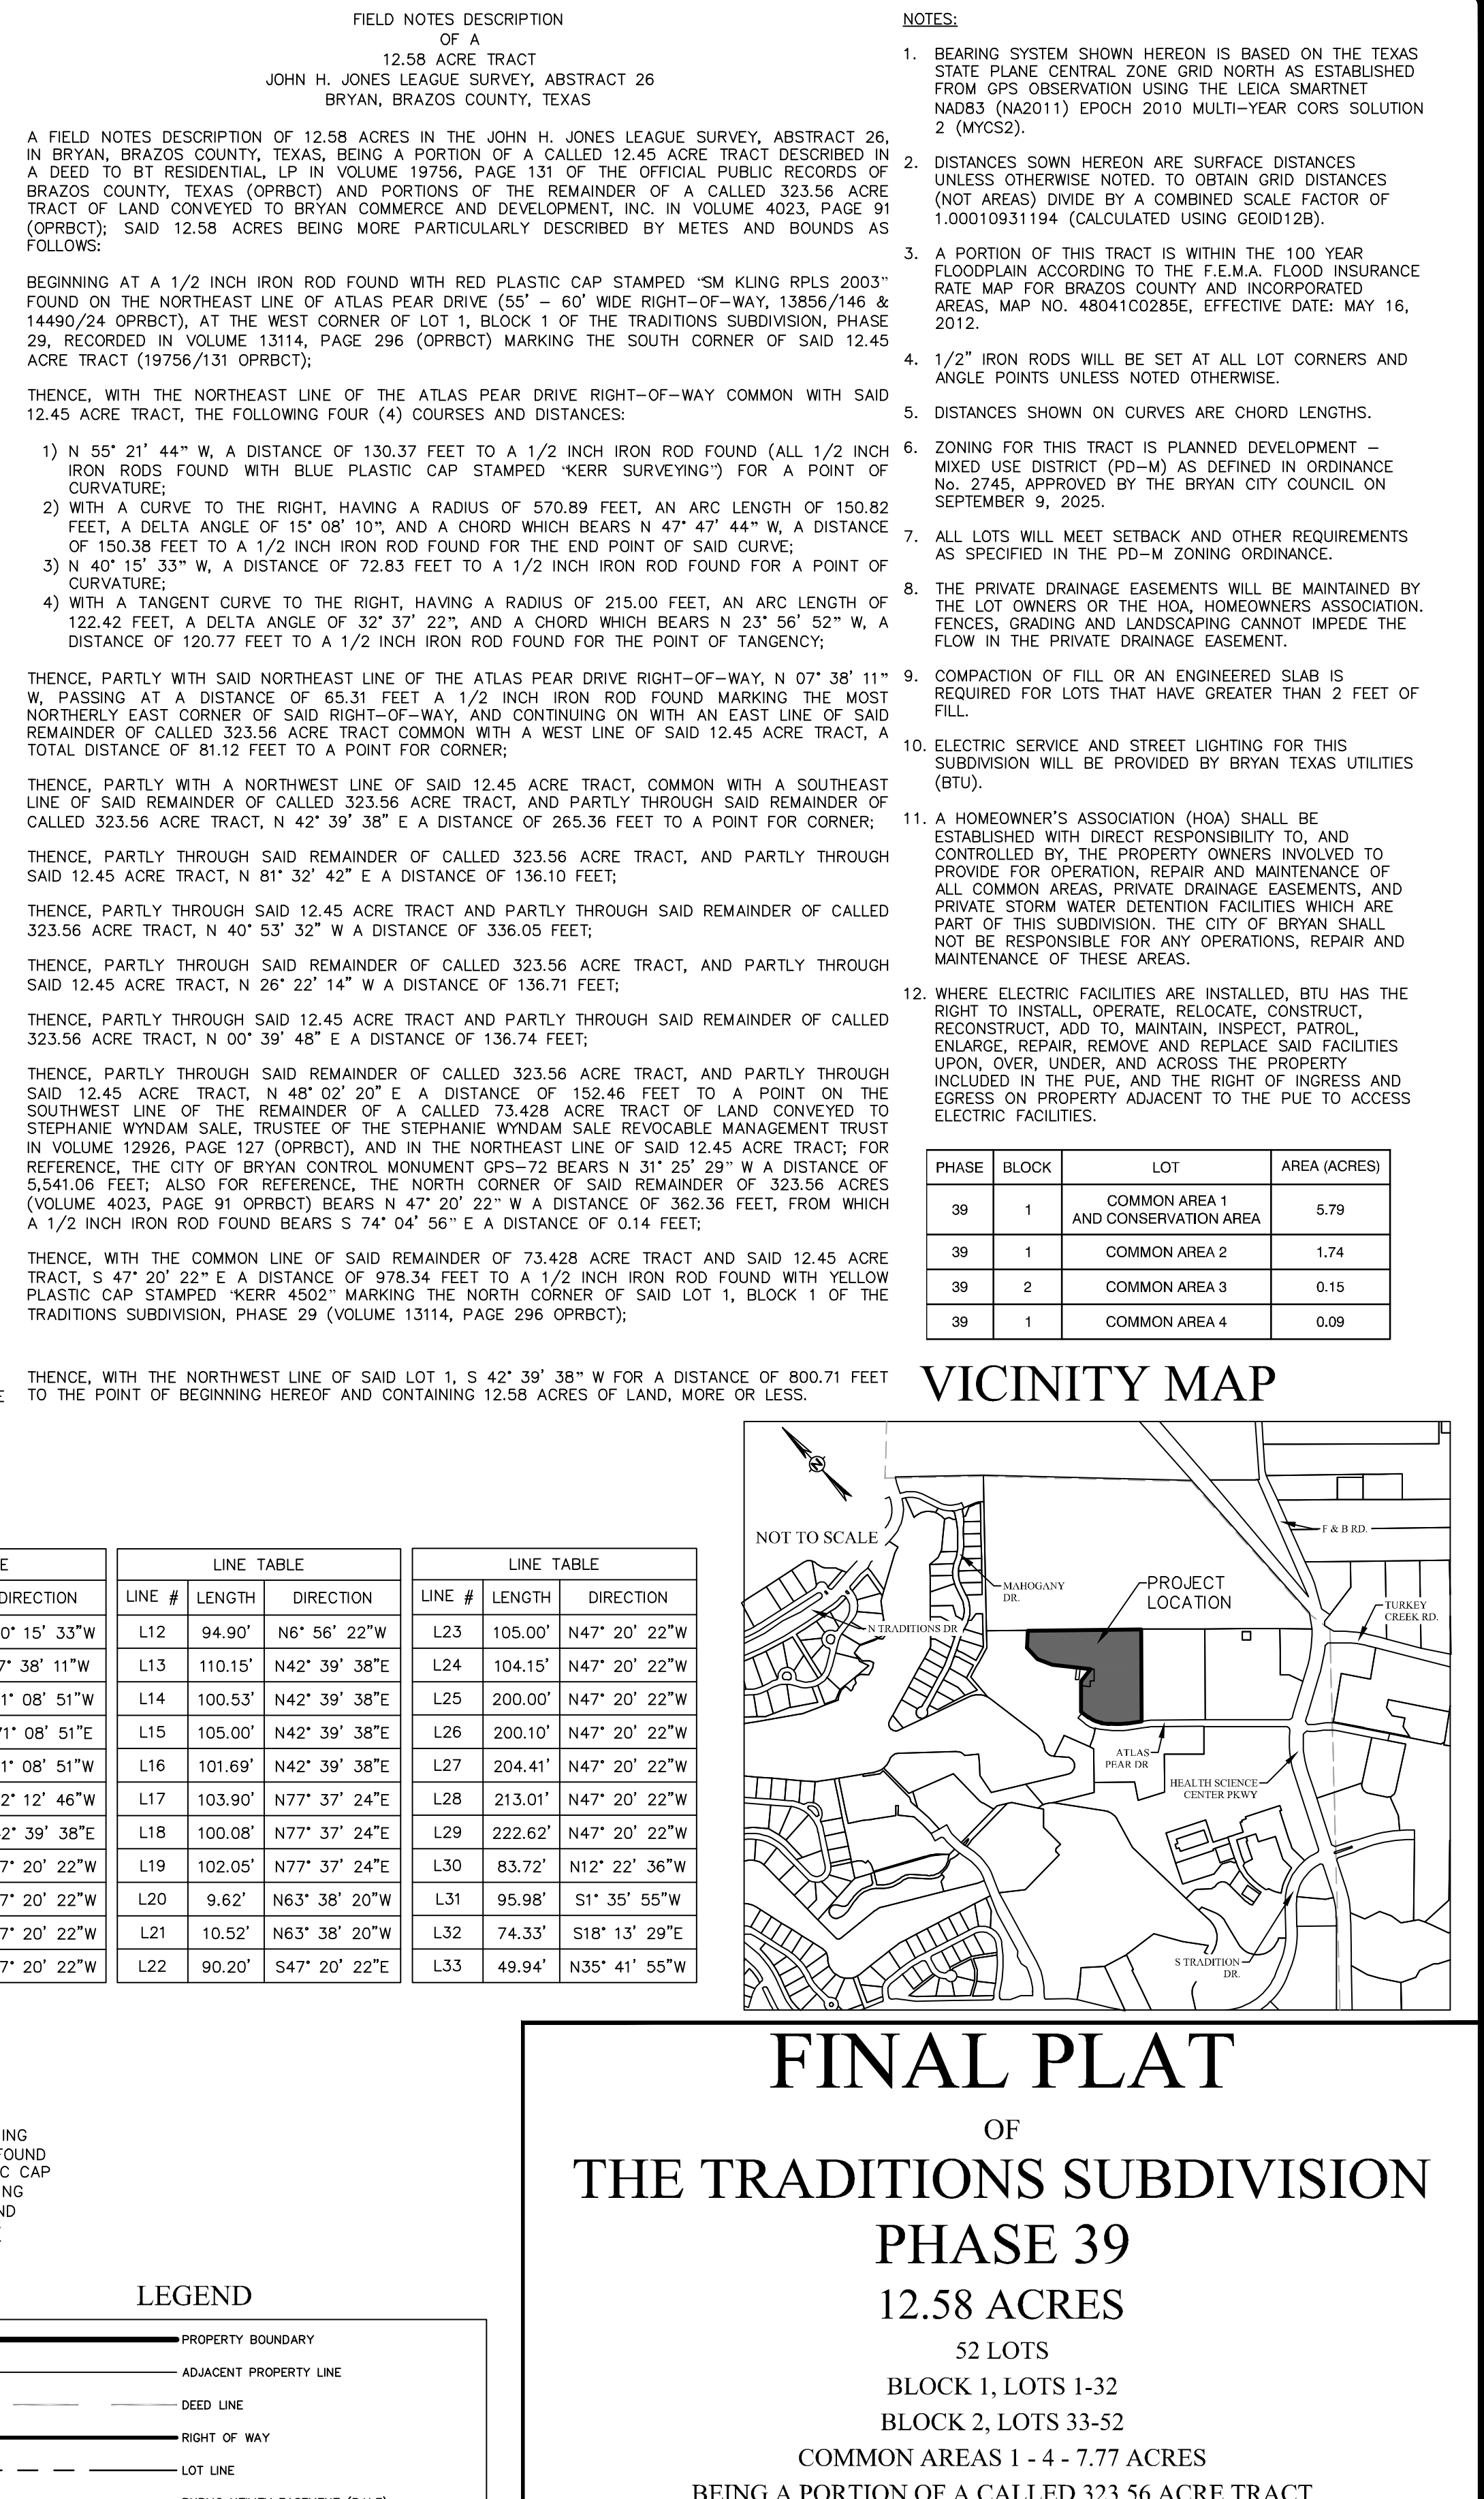 FIELD NOTES DESCRIPTION
OF A
12.58 ACRE TRACT
JOHN H. JONES LEAGUE SURVEY, ABSTRACT 26
BRYAN, BRAZOS COUNTY, TEXAS
A FIELD NOTES DESCRIPTION OF 12.58 ACRES IN THE JOHN H. JONES LEAGUE SURVEY, ABSTRACT 26,
IN BRYAN, BRAZOS COUNTY, TEXAS, BEING A PORTION OF A CALLED 12.45 ACRE TRACT DESCRIBED IN
A DEED TO BT RESIDENTIAL, LP IN VOLUME 19756, PAGE 131 OF THE OFFICIAL PUBLIC RECORDS OF
BRAZOS COUNTY, TEXAS (OPRBCT) AND PORTIONS OF THE REMAINDER OF A CALLED 323.56 ACRE
TRACT OF LAND CONVEYED TO BRYAN COMMERCE AND DEVELOPMENT, INC. IN VOLUME 4023, PAGE 91
(OPRBCT); SAID 12.58 ACRES BEING MORE PARTICULARLY DESCRIBED BY METES AND BOUNDS AS
FOLLOWS:
BEGINNING AT A 1/2 INCH IRON ROD FOUND WITH RED PLASTIC CAP STAMPED “SM KLING RPLS 2003”
FOUND ON THE NORTHEAST LINE OF ATLAS PEAR DRIVE (55' – 60' WIDE RIGHT–OF–WAY, 13856/146 &
14490/24 OPRBCT), AT THE WEST CORNER OF LOT 1, BLOCK 1 OF THE TRADITIONS SUBDIVISION, PHASE
29, RECORDED IN VOLUME 13114, PAGE 296 (OPRBCT) MARKING THE SOUTH CORNER OF SAID 12.45
ACRE TRACT (19756/131 OPRBCT);
THENCE, WITH THE NORTHEAST LINE OF THE ATLAS PEAR DRIVE RIGHT–OF–WAY COMMON WITH SAID
12.45 ACRE TRACT, THE FOLLOWING FOUR (4) COURSES AND DISTANCES:
1) N 55° 21' 44” W, A DISTANCE OF 130.37 FEET TO A 1/2 INCH IRON ROD FOUND (ALL 1/2 INCH
IRON RODS FOUND WITH BLUE PLASTIC CAP STAMPED “KERR SURVEYING”) FOR A POINT OF
CURVATURE;
2) WITH A CURVE TO THE RIGHT, HAVING A RADIUS OF 570.89 FEET, AN ARC LENGTH OF 150.82
FEET, A DELTA ANGLE OF 15° 08' 10”, AND A CHORD WHICH BEARS N 47° 47' 44” W, A DISTANCE
OF 150.38 FEET TO A 1/2 INCH IRON ROD FOUND FOR THE END POINT OF SAID CURVE;
3) N 40° 15' 33” W, A DISTANCE OF 72.83 FEET TO A 1/2 INCH IRON ROD FOUND FOR A POINT OF
CURVATURE;
4) WITH A TANGENT CURVE TO THE RIGHT, HAVING A RADIUS OF 215.00 FEET, AN ARC LENGTH OF
122.42 FEET, A DELTA ANGLE OF 32° 37' 22”, AND A CHORD WHICH BEARS N 23° 56' 52” W, A
DISTANCE OF 120.77 FEET TO A 1/2 INCH IRON ROD FOUND FOR THE POINT OF TANGENCY;
THENCE, PARTLY WITH SAID NORTHEAST LINE OF THE ATLAS PEAR DRIVE RIGHT–OF–WAY, N 07° 38' 11”
W, PASSING AT A DISTANCE OF 65.31 FEET A 1/2 INCH IRON ROD FOUND MARKING THE MOST
NORTHERLY EAST CORNER OF SAID RIGHT–OF–WAY, AND CONTINUING ON WITH AN EAST LINE OF SAID
REMAINDER OF CALLED 323.56 ACRE TRACT COMMON WITH A WEST LINE OF SAID 12.45 ACRE TRACT, A
TOTAL DISTANCE OF 81.12 FEET TO A POINT FOR CORNER;
THENCE, PARTLY WITH A NORTHWEST LINE OF SAID 12.45 ACRE TRACT, COMMON WITH A SOUTHEAST
LINE OF SAID REMAINDER OF CALLED 323.56 ACRE TRACT, AND PARTLY THROUGH SAID REMAINDER OF
CALLED 323.56 ACRE TRACT, N 42° 39' 38” E A DISTANCE OF 265.36 FEET TO A POINT FOR CORNER;
THENCE, PARTLY THROUGH SAID REMAINDER OF CALLED 323.56 ACRE TRACT, AND PARTLY THROUGH
SAID 12.45 ACRE TRACT, N 81° 32' 42” E A DISTANCE OF 136.10 FEET;
THENCE, PARTLY THROUGH SAID 12.45 ACRE TRACT AND PARTLY THROUGH SAID REMAINDER OF CALLED
323.56 ACRE TRACT, N 40° 53' 32” W A DISTANCE OF 336.05 FEET;
THENCE, PARTLY THROUGH SAID REMAINDER OF CALLED 323.56 ACRE TRACT, AND PARTLY THROUGH
SAID 12.45 ACRE TRACT, N 26° 22' 14” W A DISTANCE OF 136.71 FEET;
THENCE, PARTLY THROUGH SAID 12.45 ACRE TRACT AND PARTLY THROUGH SAID REMAINDER OF CALLED
323.56 ACRE TRACT, N 00° 39' 48” E A DISTANCE OF 136.74 FEET;
THENCE, PARTLY THROUGH SAID REMAINDER OF CALLED 323.56 ACRE TRACT, AND PARTLY THROUGH
SAID 12.45 ACRE TRACT, N 48° 02' 20” E A DISTANCE OF 152.46 FEET TO A POINT ON THE
SOUTHWEST LINE OF THE REMAINDER OF A CALLED 73.428 ACRE TRACT OF LAND CONVEYED TO
STEPHANIE WYNDAM SALE, TRUSTEE OF THE STEPHANIE WYNDAM SALE REVOCABLE MANAGEMENT TRUST
IN VOLUME 12926, PAGE 127 (OPRBCT), AND IN THE NORTHEAST LINE OF SAID 12.45 ACRE TRACT; FOR
REFERENCE, THE CITY OF BRYAN CONTROL MONUMENT GPS–72 BEARS N 31° 25' 29” W A DISTANCE OF
5,541.06 FEET; ALSO FOR REFERENCE, THE NORTH CORNER OF SAID REMAINDER OF 323.56 ACRES
(VOLUME 4023, PAGE 91 OPRBCT) BEARS N 47° 20' 22” W A DISTANCE OF 362.36 FEET, FROM WHICH
A 1/2 INCH IRON ROD FOUND BEARS S 74° 04' 56” E A DISTANCE OF 0.14 FEET;
THENCE, WITH THE COMMON LINE OF SAID REMAINDER OF 73.428 ACRE TRACT AND SAID 12.45 ACRE
TRACT, S 47° 20' 22” E A DISTANCE OF 978.34 FEET TO A 1/2 INCH IRON ROD FOUND WITH YELLOW
PLASTIC CAP STAMPED “KERR 4502” MARKING THE NORTH CORNER OF SAID LOT 1, BLOCK 1 OF THE
TRADITIONS SUBDIVISION, PHASE 29 (VOLUME 13114, PAGE 296 OPRBCT);
THENCE, WITH THE NORTHWEST LINE OF SAID LOT 1, S 42° 39' 38” W FOR A DISTANCE OF 800.71 FEET
E TO THE POINT OF BEGINNING HEREOF AND CONTAINING 12.58 ACRES OF LAND, MORE OR LESS.
NOTES:
1. BEARING SYSTEM SHOWN HEREON IS BASED ON THE TEXAS
STATE PLANE CENTRAL ZONE GRID NORTH AS ESTABLISHED
FROM GPS OBSERVATION USING THE LEICA SMARTNET
NAD83 (NA2011) EPOCH 2010 MULTI–YEAR CORS SOLUTION
2 (MYCS2).
2. DISTANCES SOWN HEREON ARE SURFACE DISTANCES
UNLESS OTHERWISE NOTED. TO OBTAIN GRID DISTANCES
(NOT AREAS) DIVIDE BY A COMBINED SCALE FACTOR OF
1.00010931194 (CALCULATED USING GEOID12B).
3. A PORTION OF THIS TRACT IS WITHIN THE 100 YEAR
FLOODPLAIN ACCORDING TO THE F.E.M.A. FLOOD INSURANCE
RATE MAP FOR BRAZOS COUNTY AND INCORPORATED
AREAS, MAP NO. 48041C0285E, EFFECTIVE DATE: MAY 16,
2012.
4. 1/2” IRON RODS WILL BE SET AT ALL LOT CORNERS AND
ANGLE POINTS UNLESS NOTED OTHERWISE.
5. DISTANCES SHOWN ON CURVES ARE CHORD LENGTHS.
6. ZONING FOR THIS TRACT IS PLANNED DEVELOPMENT –
MIXED USE DISTRICT (PD–M) AS DEFINED IN ORDINANCE
No. 2745, APPROVED BY THE BRYAN CITY COUNCIL ON
SEPTEMBER 9, 2025.
7. ALL LOTS WILL MEET SETBACK AND OTHER REQUIREMENTS
AS SPECIFIED IN THE PD–M ZONING ORDINANCE.
8. THE PRIVATE DRAINAGE EASEMENTS WILL BE MAINTAINED BY
THE LOT OWNERS OR THE HOA, HOMEOWNERS ASSOCIATION.
FENCES, GRADING AND LANDSCAPING CANNOT IMPEDE THE
FLOW IN THE PRIVATE DRAINAGE EASEMENT.
9. COMPACTION OF FILL OR AN ENGINEERED SLAB IS
REQUIRED FOR LOTS THAT HAVE GREATER THAN 2 FEET OF
FILL.
10. ELECTRIC SERVICE AND STREET LIGHTING FOR THIS
SUBDIVISION WILL BE PROVIDED BY BRYAN TEXAS UTILITIES
(BTU).
11. A HOMEOWNER'S ASSOCIATION (HOA) SHALL BE
ESTABLISHED WITH DIRECT RESPONSIBILITY TO, AND
CONTROLLED BY, THE PROPERTY OWNERS INVOLVED TO
PROVIDE FOR OPERATION, REPAIR AND MAINTENANCE OF
ALL COMMON AREAS, PRIVATE DRAINAGE EASEMENTS, AND
PRIVATE STORM WATER DETENTION FACILITIES WHICH ARE
PART OF THIS SUBDIVISION. THE CITY OF BRYAN SHALL
NOT BE RESPONSIBLE FOR ANY OPERATIONS, REPAIR AND
MAINTENANCE OF THESE AREAS.
12. WHERE ELECTRIC FACILITIES ARE INSTALLED, BTU HAS THE
RIGHT TO INSTALL, OPERATE, RELOCATE, CONSTRUCT,
RECONSTRUCT, ADD TO, MAINTAIN, INSPECT, PATROL,
ENLARGE, REPAIR, REMOVE AND REPLACE SAID FACILITIES
UPON, OVER, UNDER, AND ACROSS THE PROPERTY
INCLUDED IN THE PUE, AND THE RIGHT OF INGRESS AND
EGRESS ON PROPERTY ADJACENT TO THE PUE TO ACCESS
ELECTRIC FACILITIES.
PHASE BLOCK LOT AREA (ACRES)
39 1 COMMON AREA 1 AND CONSERVATION AREA 5.79
39 1 COMMON AREA 2 1.74
39 2 COMMON AREA 3 0.15
39 1 COMMON AREA 4 0.09
VICINITY MAP
N
NOT TO SCALE
F & B RD.
MAHOGANY
DR.
PROJECT
LOCATION
TURKEY
CREEK RD.
N TRADITIONS DR
ATLAS
PEAR DR
HEALTH SCIENCE
CENTER PKWY
S TRADITION
DR.
E
DIRECTION
0° 15' 33”W
7° 38' 11”W
1° 08' 51”W
71° 08' 51”E
1° 08' 51”W
2° 12' 46”W
2° 39' 38”E
7° 20' 22”W
7° 20' 22”W
7° 20' 22”W
7° 20' 22”W
LINE TABLE
LINE # LENGTH DIRECTION
L12 94.90' N6° 56' 22”W
L13 110.15' N42° 39' 38”E
L14 100.53' N42° 39' 38”E
L15 105.00' N42° 39' 38”E
L16 101.69' N42° 39' 38”E
L17 103.90' N77° 37' 24”E
L18 100.08' N77° 37' 24”E
L19 102.05' N77° 37' 24”E
L20 9.62' N63° 38' 20”W
L21 10.52' N63° 38' 20”W
L22 90.20' S47° 20' 22”E
LINE TABLE
LINE # LENGTH DIRECTION
L23 105.00' N47° 20' 22”W
L24 104.15' N47° 20' 22”W
L25 200.00' N47° 20' 22”W
L26 200.10' N47° 20' 22”W
L27 204.41' N47° 20' 22”W
L28 213.01' N47° 20' 22”W
L29 222.62' N47° 20' 22”W
L30 83.72' N12° 22' 36”W
L31 95.98' S1° 35' 55”W
L32 74.33' S18° 13' 29”E
L33 49.94' N35° 41' 55”W
ING
FOUND
C CAP
NG
ND
LEGEND
PROPERTY BOUNDARY
ADJACENT PROPERTY LINE
DEED LINE
RIGHT OF WAY
LOT LINE
FINAL PLAT
OF
THE TRADITIONS SUBDIVISION
PHASE 39
12.58 ACRES
52 LOTS
BLOCK 1, LOTS 1-32
BLOCK 2, LOTS 33-52
COMMON AREAS 1 - 4 - 7.77 ACRES
BEING A PORTION OF A CALLED 323.56 ACRE TRACT